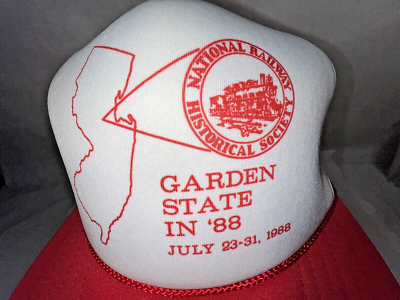 NATIONAL RAILWAY
HISTORICAL SOCIETY
GARDEN
STATE
IN '88
JULY 23-31, 1988